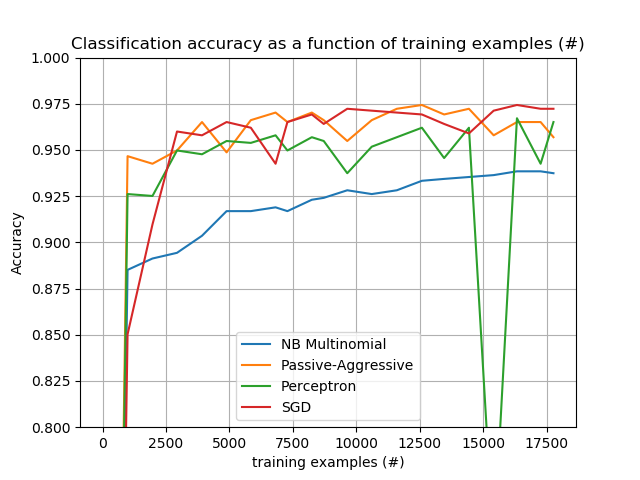 Classification accuracy as a function of training examples (#)
1.000
0.975
0.950
0.925
0.900
0.875
0.850
0.825
0.800
Accuracy
NB Multinomial
Passive-Aggressive
Perceptron
SGD
0 2500 5000 7500 10000 12500 15000 17500
training examples (#)